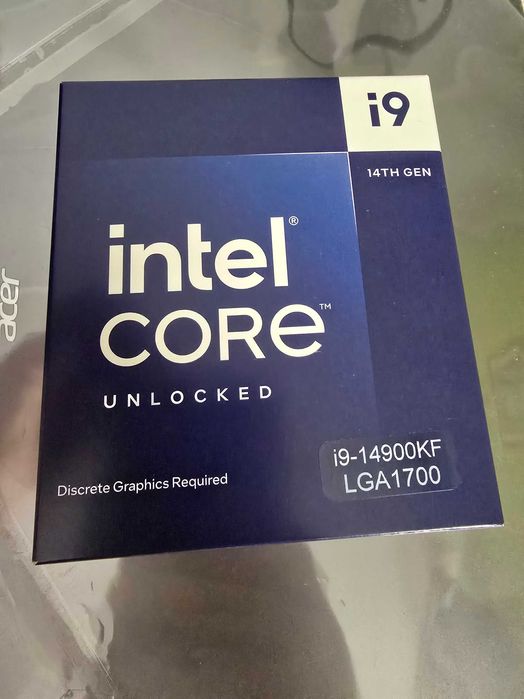 i9
14TH GEN
intel®
CORe™
UNLOCKED
i9-14900KF
LGA1700
Discrete Graphics Required
acer